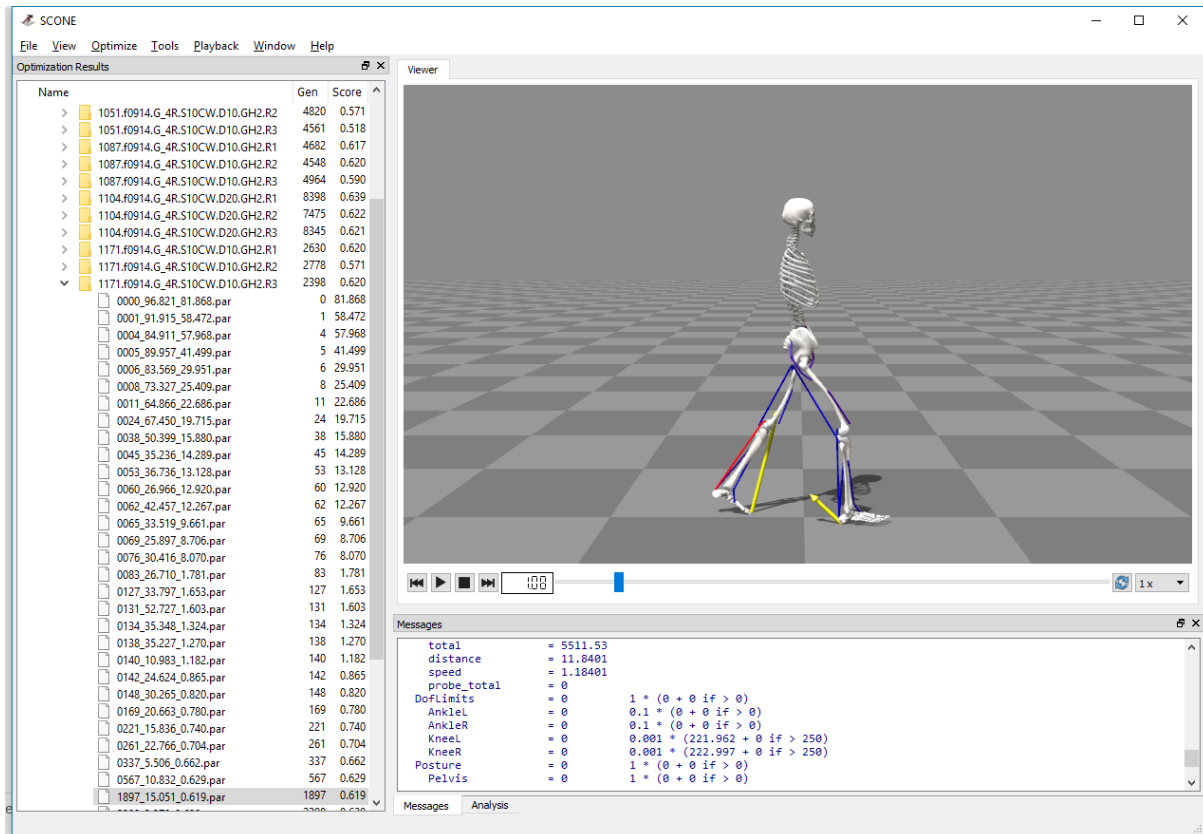 SCONE
File View Optimize Tools Playback Window Help
Optimization Results
Name Gen Score
1051.f0914.G_4R.S10CW.D10.GH2.R2 4820 0.571
1051.f0914.G_4R.S10CW.D10.GH2.R3 4561 0.518
1087.f0914.G_4R.S10CW.D10.GH2.R1 4682 0.617
1087.f0914.G_4R.S10CW.D10.GH2.R2 4548 0.620
1087.f0914.G_4R.S10CW.D10.GH2.R3 4964 0.590
1104.f0914.G_4R.S10CW.D20.GH2.R1 8398 0.639
1104.f0914.G_4R.S10CW.D20.GH2.R2 7475 0.622
1104.f0914.G_4R.S10CW.D20.GH2.R3 8345 0.621
1171.f0914.G_4R.S10CW.D10.GH2.R1 2630 0.620
1171.f0914.G_4R.S10CW.D10.GH2.R2 2778 0.571
1171.f0914.G_4R.S10CW.D10.GH2.R3 2398 0.620
0000_96.821_81.868.par 0 81.868
0001_91.915_58.472.par 1 58.472
0004_84.911_57.968.par 4 57.968
0005_89.957_41.499.par 5 41.499
0006_83.569_29.951.par 6 29.951
0008_73.327_25.409.par 8 25.409
0011_64.866_22.686.par 11 22.686
0024_67.450_19.715.par 24 19.715
0038_50.399_15.880.par 38 15.880
0045_35.236_14.289.par 45 14.289
0053_36.736_13.128.par 53 13.128
0060_26.966_12.920.par 60 12.920
0062_42.457_12.267.par 62 12.267
0065_33.519_9.661.par 65 9.661
0069_25.897_8.706.par 69 8.706
0076_30.416_8.070.par 76 8.070
0083_26.710_1.781.par 83 1.781
0127_33.797_1.653.par 127 1.653
0131_52.727_1.603.par 131 1.603
0134_35.348_1.324.par 134 1.324
0138_35.227_1.270.par 138 1.270
0140_10.983_1.182.par 140 1.182
0142_24.624_0.865.par 142 0.865
0148_30.265_0.820.par 148 0.820
0169_20.663_0.780.par 169 0.780
0221_15.836_0.740.par 221 0.740
0261_22.766_0.704.par 261 0.704
0337_5.506_0.662.par 337 0.662
0567_10.832_0.629.par 567 0.629
1897_15.051_0.619.par 1897 0.619
Viewer
1.08
1 x
Messages
total = 5511.53
distance = 11.8401
speed = 1.18401
probe_total = 0
DofLimits = 0 1 * (0 + 0 if > 0)
AnkleL = 0 0.1 * (0 + 0 if > 0)
AnkleR = 0 0.1 * (0 + 0 if > 0)
KneeL = 0 0.001 * (221.962 + 0 if > 250)
KneeR = 0 0.001 * (222.997 + 0 if > 250)
Posture = 0 1 * (0 + 0 if > 0)
Pelvis = 0 1 * (0 + 0 if > 0)
Messages Analysis